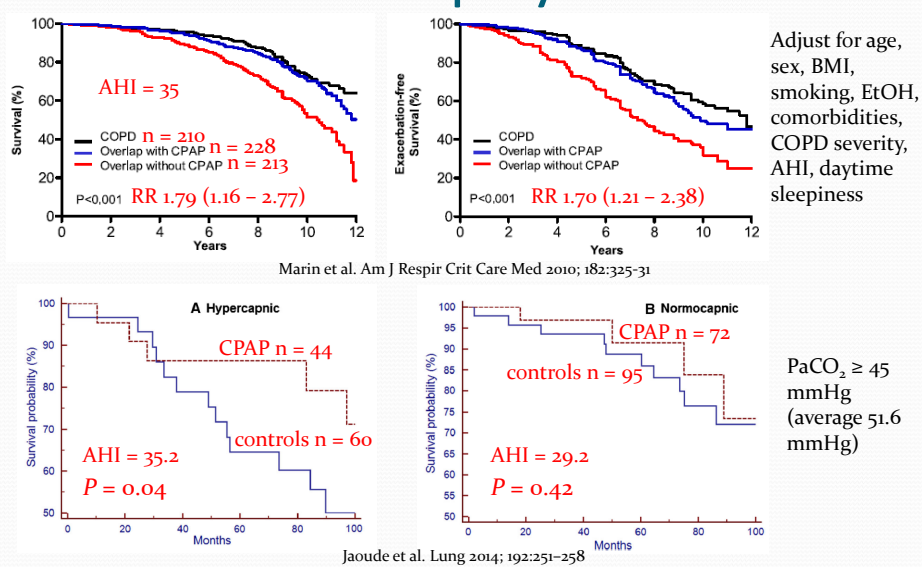 100
80
60
40
20
0
Survival (%)
AHI = 35
COPD n = 210
Overlap with CPAP n = 228
Overlap without CPAP n = 213
P<0,001 RR 1.79 (1.16 – 2.77)
0 2 4 6 8 10 12
Years
100
80
60
40
20
0
Exacerbation-free
Survival (%)
COPD
Overlap with CPAP
Overlap without CPAP
P<0,001 RR 1.70 (1.21 – 2.38)
0 2 4 6 8 10 12
Years
Adjust for age,
sex, BMI,
smoking, EtOH,
comorbidities,
COPD severity,
AHI, daytime
sleepiness
Marin et al. Am J Respir Crit Care Med 2010; 182:325-31
A Hypercapnic
100
90
80
70
60
50
Survival probability (%)
CPAP n = 44
controls n = 60
AHI = 35.2
P = 0.04
0 20 40 60 80 100
Months
B Normocapnic
100
95
90
85
80
75
70
65
60
55
50
Survival probability (%)
CPAP n = 72
controls n = 95
AHI = 29.2
P = 0.42
0 20 40 60 80 100
Months
PaCO₂ ≥ 45
mmHg
(average 51.6
mmHg)
Jaoude et al. Lung 2014; 192:251–258